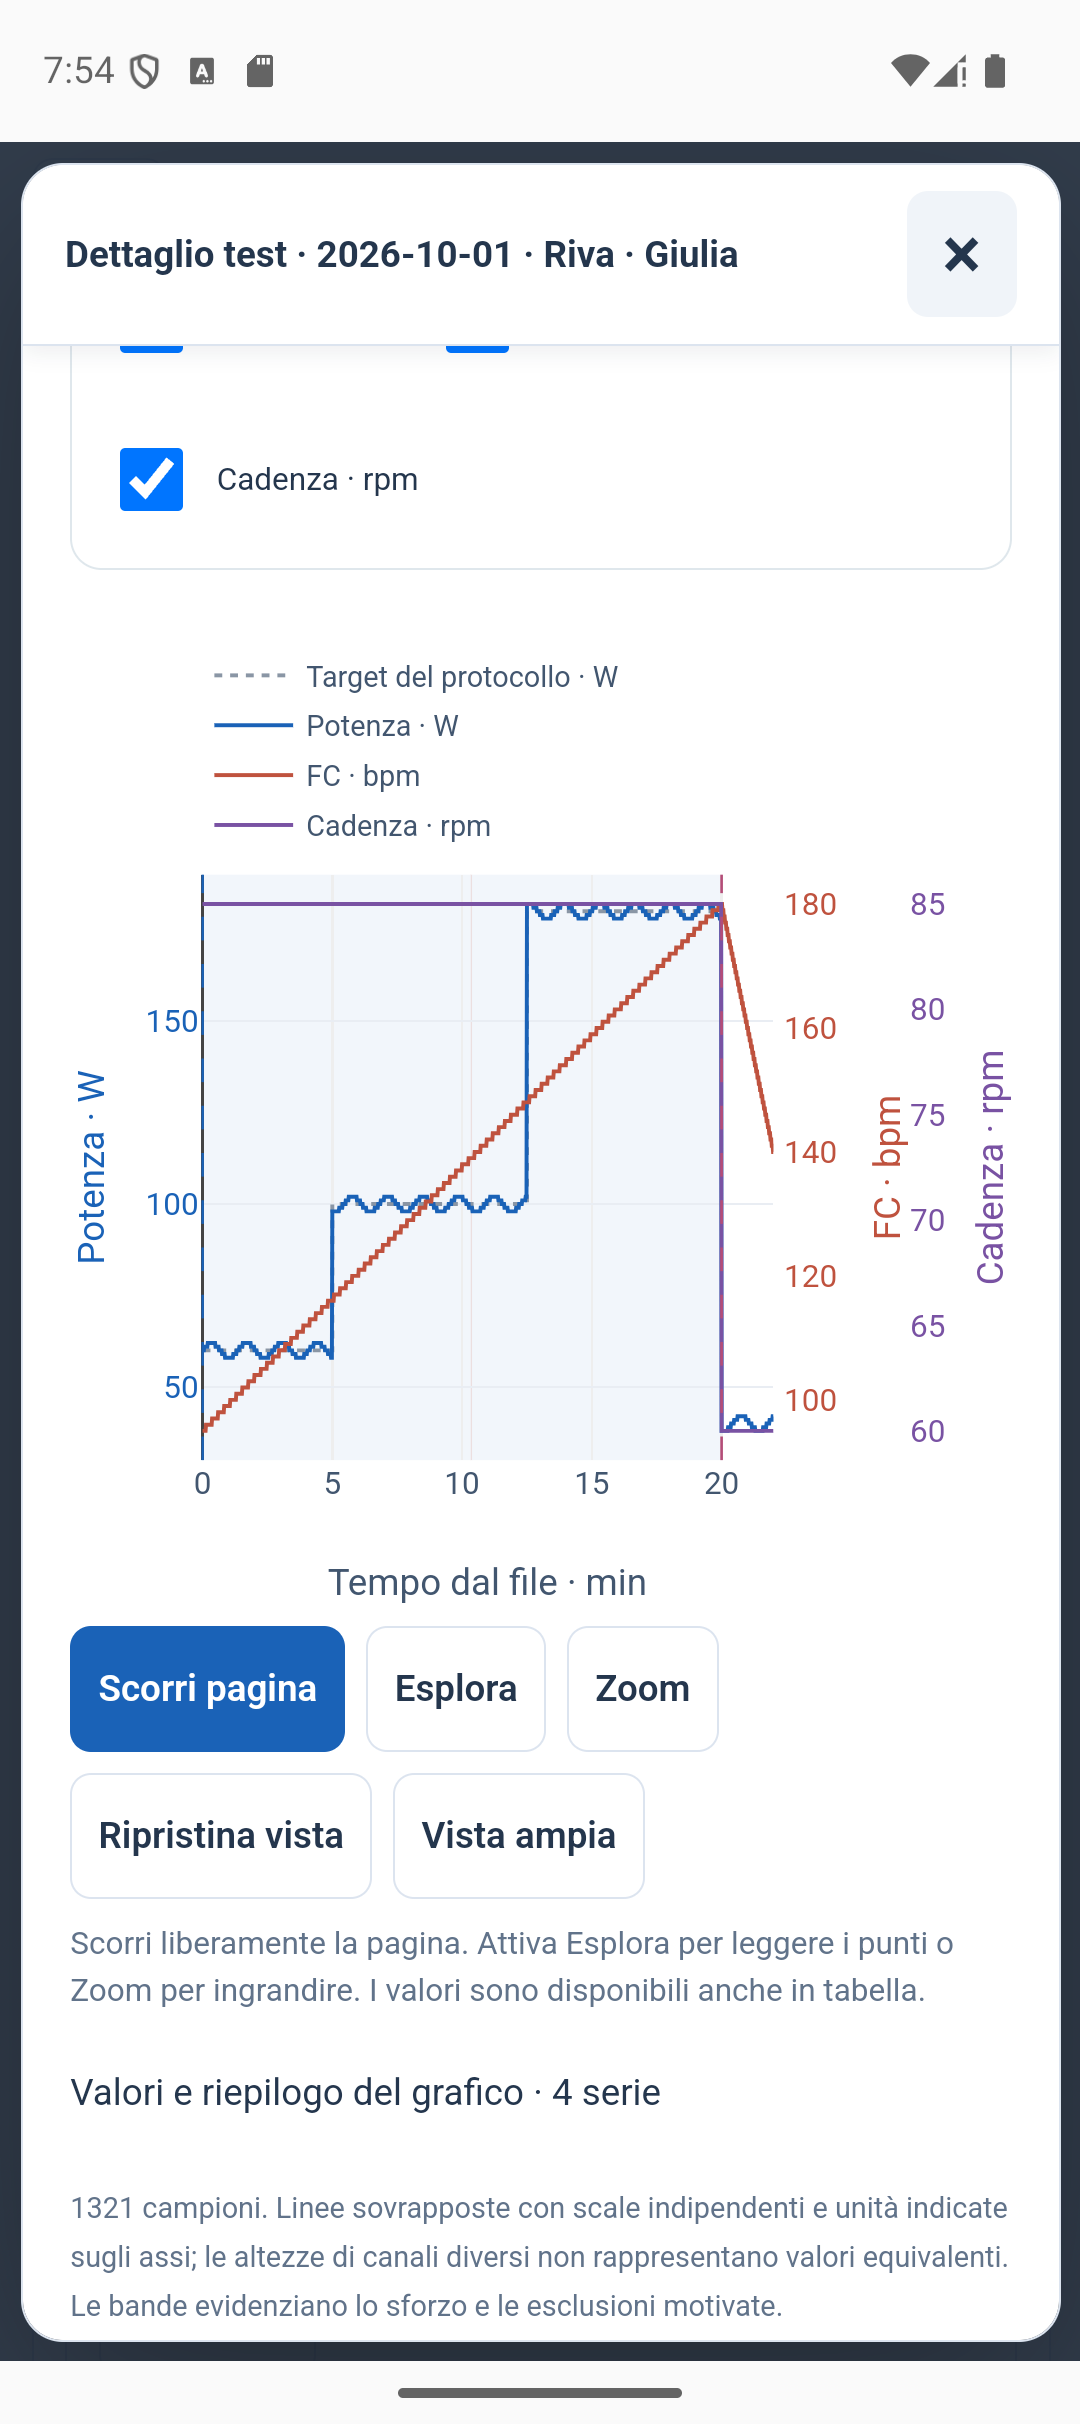 7:54
Dettaglio test · 2026-10-01 · Riva · Giulia
Cadenza · rpm
Target del protocollo · W
Potenza · W
FC · bpm
Cadenza · rpm
180
85
80
150
160
75
140
100
70
120
65
50
100
60
Potenza · W
FC · bpm
Cadenza · rpm
0 5 10 15 20
Tempo dal file · min
Scorri pagina
Esplora
Zoom
Ripristina vista
Vista ampia
Scorri liberamente la pagina. Attiva Esplora per leggere i punti o
Zoom per ingrandire. I valori sono disponibili anche in tabella.
Valori e riepilogo del grafico · 4 serie
1321 campioni. Linee sovrapposte con scale indipendenti e unità indicate
sugli assi; le altezze di canali diversi non rappresentano valori equivalenti.
Le bande evidenziano lo sforzo e le esclusioni motivate.